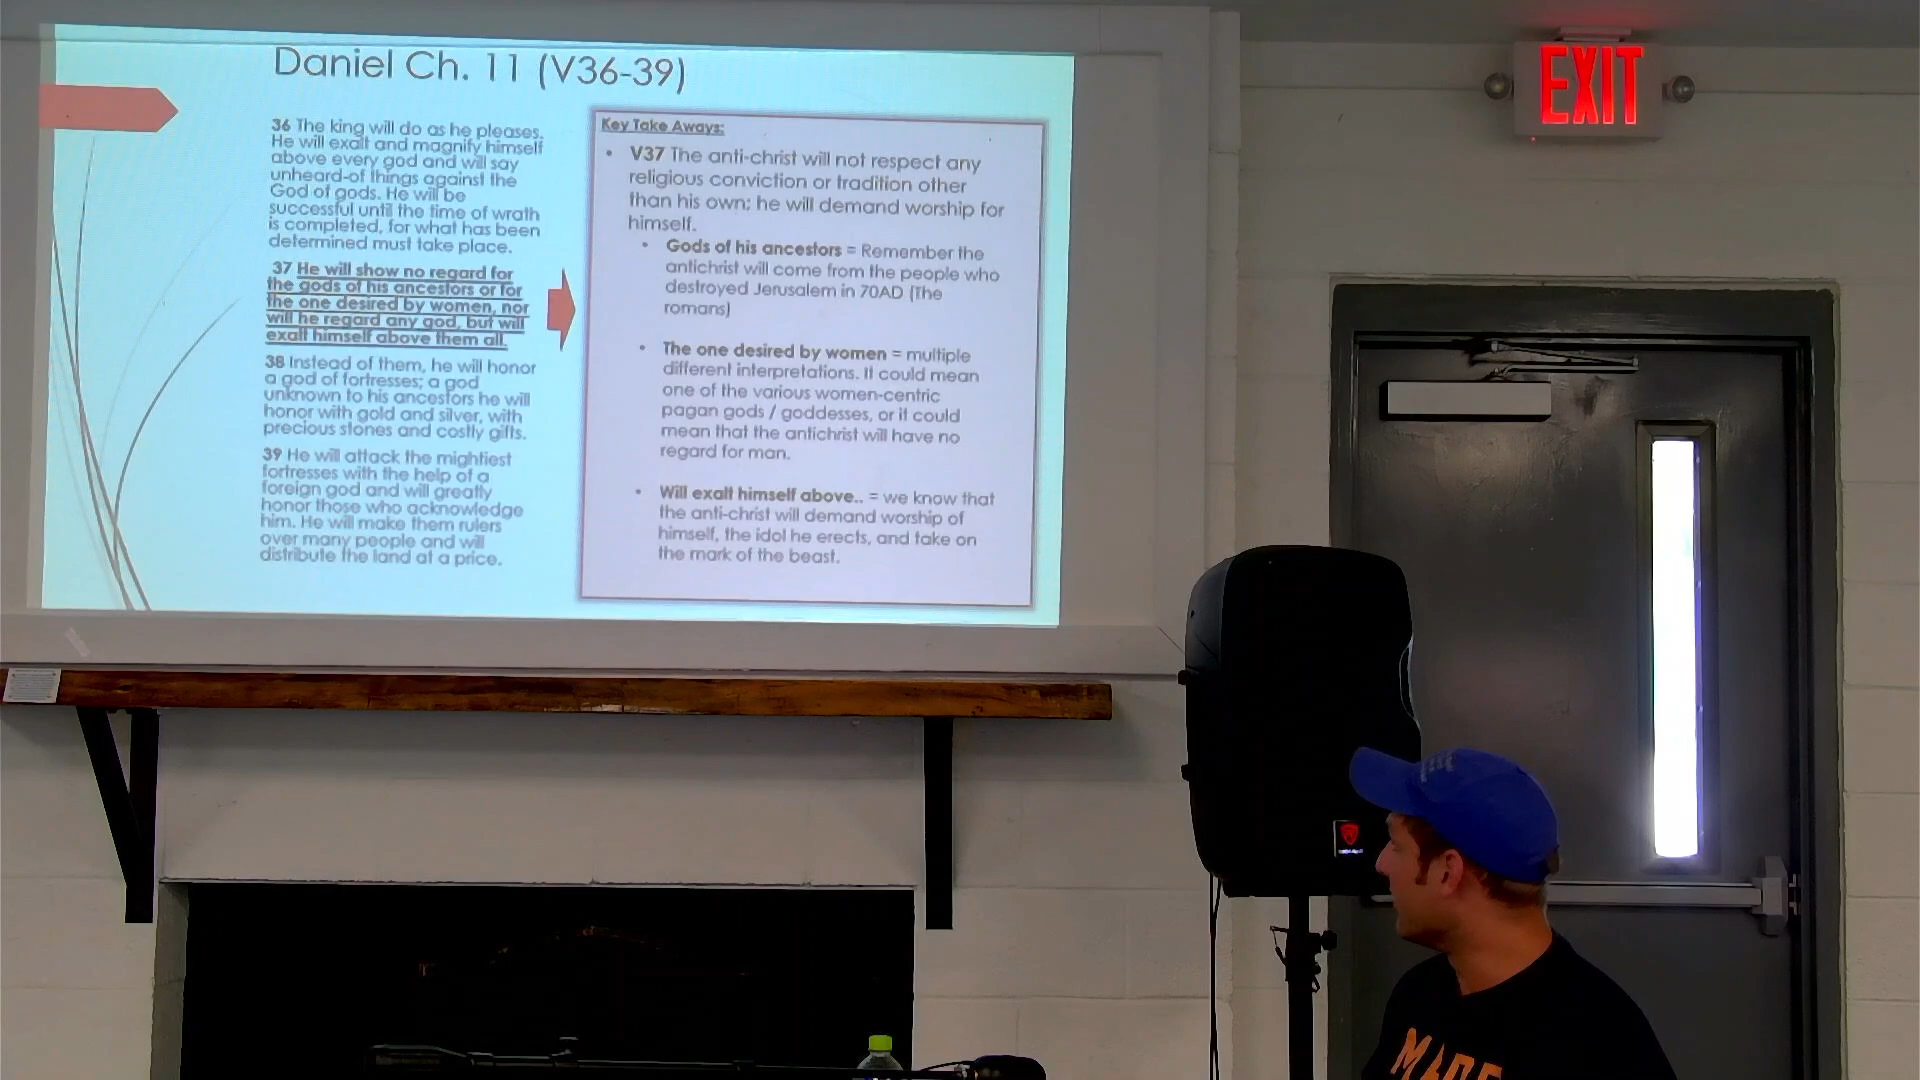 Daniel Ch. 11 (V36-39)
36 The king will do as he pleases.
He will exalt and magnify himself
above every god and will say
unheard-of things against the
God of gods. He will be
successful until the time of wrath
is completed, for what has been
determined must take place.
37 He will show no regard for
the gods of his ancestors or for
the one desired by women, nor
will he regard any god, but will
exalt himself above them all.
38 Instead of them, he will honor
a god of fortresses; a god
unknown to his ancestors he will
honor with gold and silver, with
precious stones and costly gifts.
39 He will attack the mightiest
fortresses with the help of a
foreign god and will greatly
honor those who acknowledge
him. He will make them rulers
over many people and will
distribute the land at a price.
Key Take Aways:
• V37 The anti-christ will not respect any
religious conviction or tradition other
than his own; he will demand worship for
himself.
• Gods of his ancestors = Remember the
antichrist will come from the people who
destroyed Jerusalem in 70AD (The
romans)
• The one desired by women = multiple
different interpretations. It could mean
one of the various women-centric
pagan gods / goddesses, or it could
mean that the antichrist will have no
regard for man.
• Will exalt himself above.. = we know that
the anti-christ will demand worship of
himself, the idol he erects, and take on
the mark of the beast.
EXIT
MADE